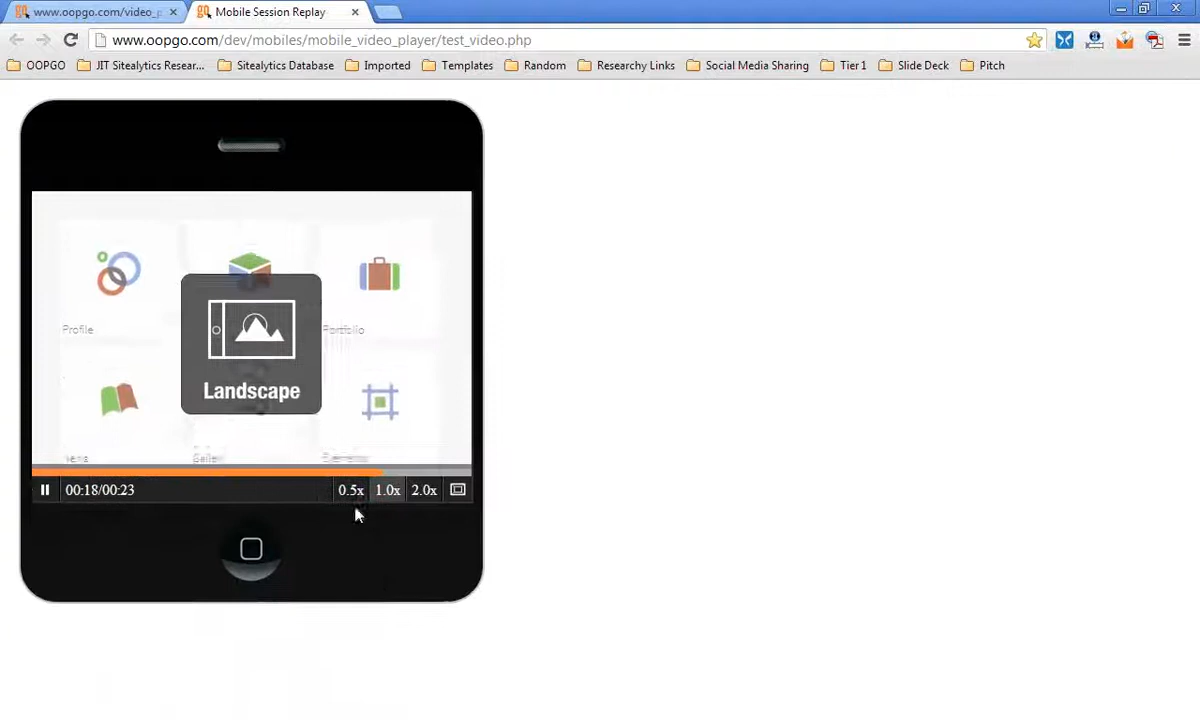 www.oopgo.com/video_p
Mobile Session Replay
www.oopgo.com/dev/mobiles/mobile_video_player/test_video.php
OOPGO JIT Sitealytics Resear... Sitealytics Database Imported Templates Random Researchy Links Social Media Sharing Tier 1 Slide Deck Pitch
Profile
Portfolio
Landscape
00:18/00:23 0.5x 1.0x 2.0x